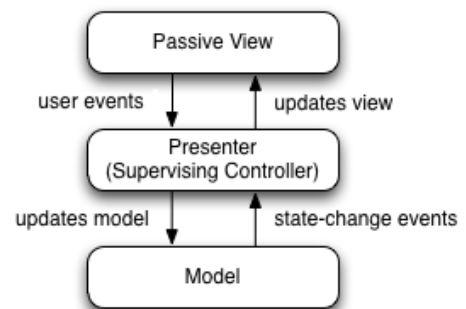 Passive View
user events
updates view
Presenter
(Supervising Controller)
updates model
state-change events
Model